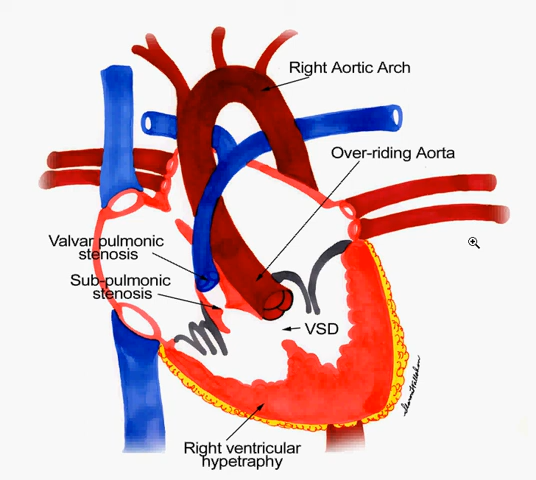 Right Aortic Arch
Over-riding Aorta
Valvar pulmonic
stenosis
Sub-pulmonic
stenosis
VSD
Right ventricular
hypetraphy